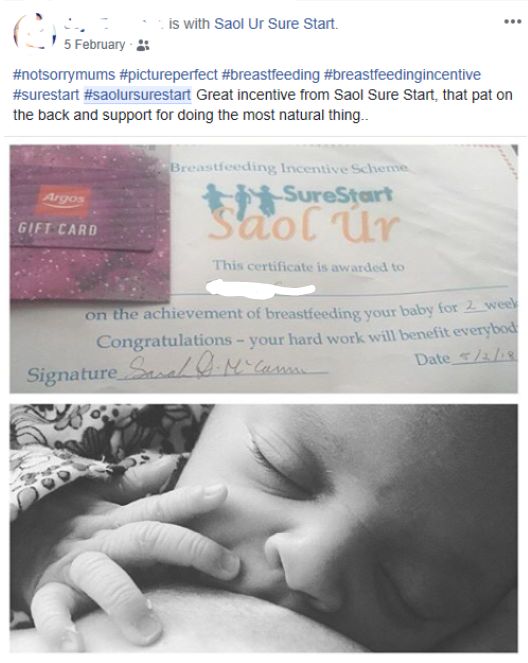 is with Saol Ur Sure Start.
5 February
#notsorrymums #pictureperfect #breastfeeding #breastfeedingincentive
#surestart #saolursurestart Great incentive from Saol Sure Start, that pat on
the back and support for doing the most natural thing..
Breastfeeding Incentive Scheme
Argos
GIFT CARD
SureStart
Saol Úr
This certificate is awarded to
on the achievement of breastfeeding your baby for 2 week
Congratulations – your hard work will benefit everybod
Signature Sarah McCann
Date 5/2/18